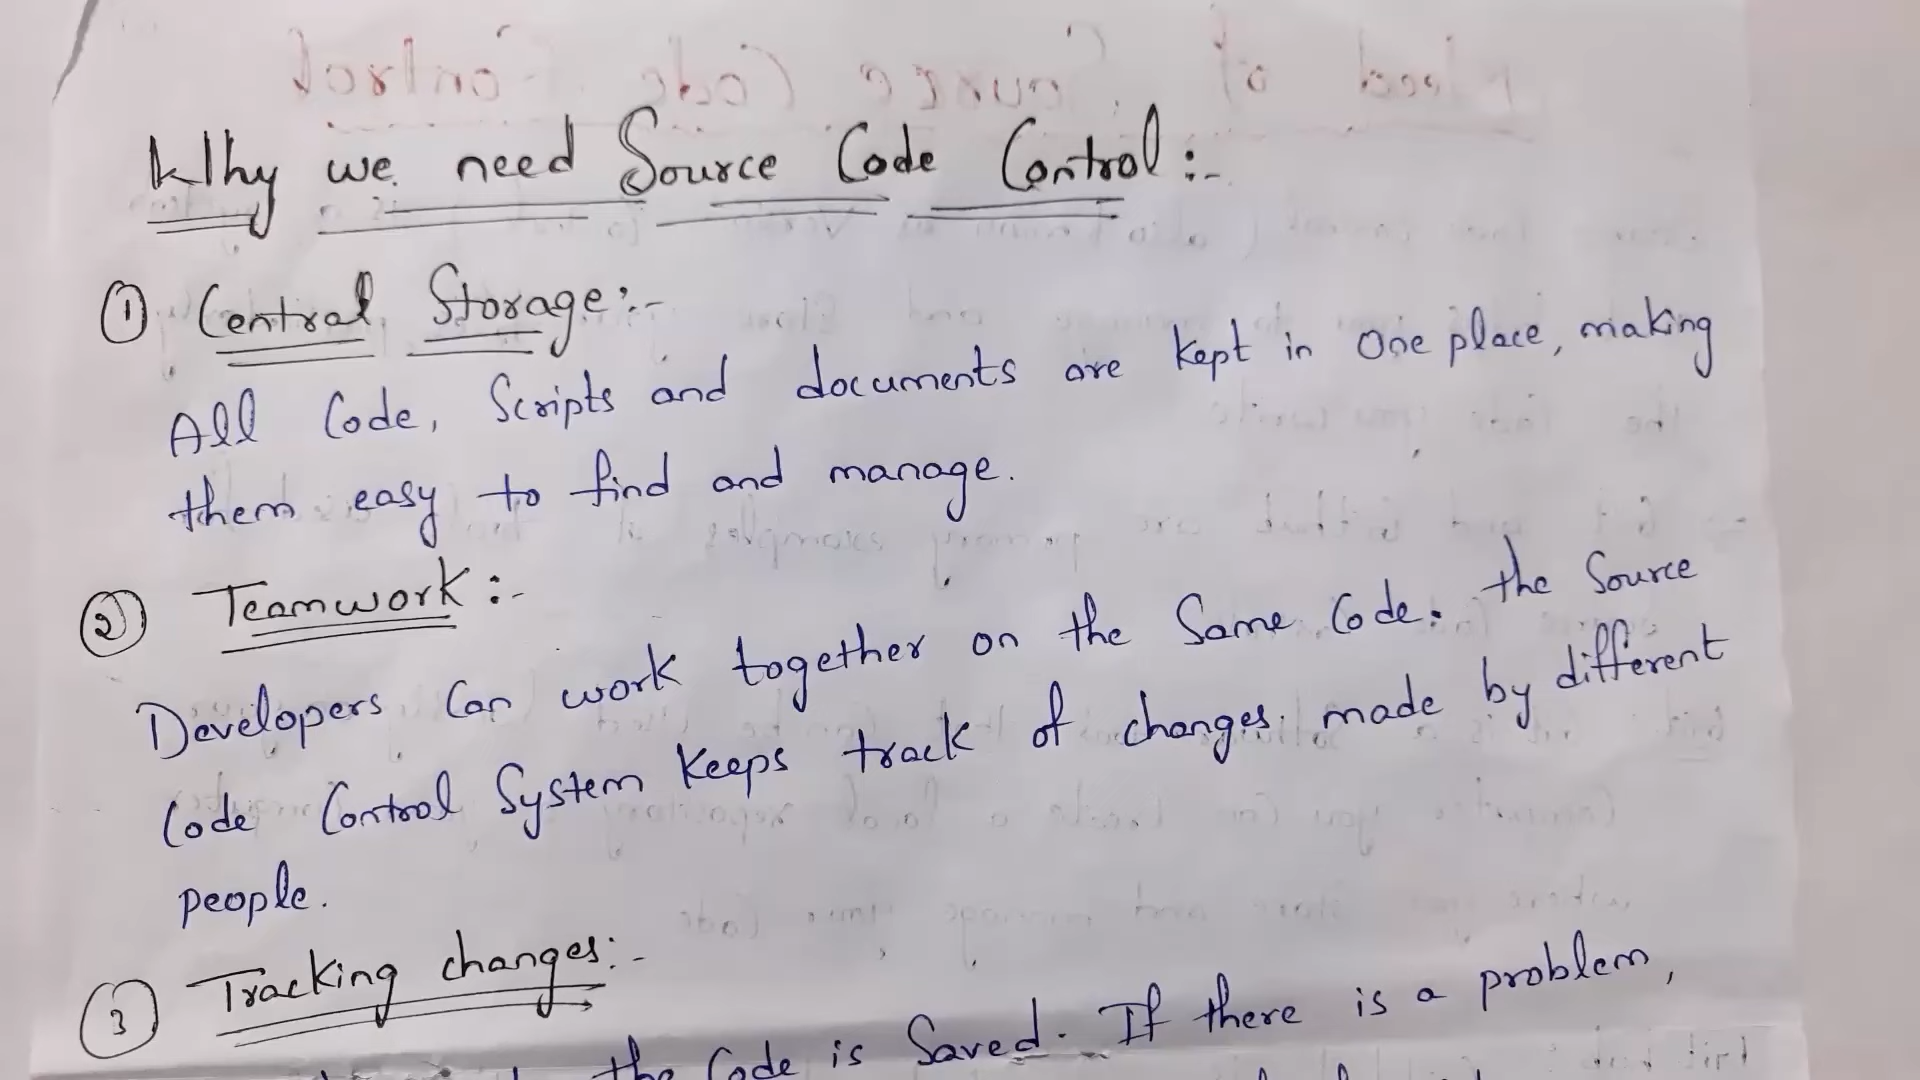 Why we need Source Code Control :-
① Central Storage :-
All Code, Scripts and documents are kept in One place, making
them easy to find and manage.
② Teamwork :-
Developers Can work together on the Same Code. the Source
Code Control System Keeps track of changes made by different
people.
③ Tracking changes :-
the Code is Saved. If there is a problem,